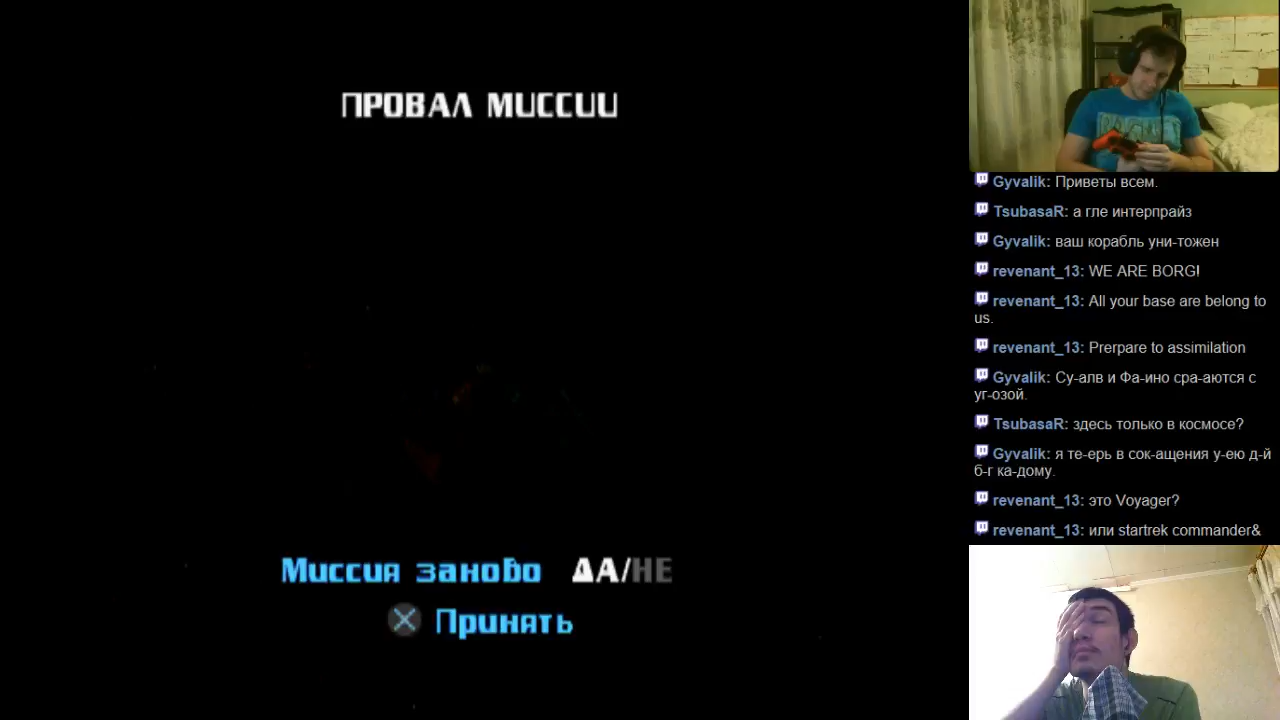 ПРОВАЛ МИССИИ
Миссия заново ДА/НЕ
Принять
Gyvalik: Приветы всем.
TsubasaR: а гле интерпрайз
Gyvalik: ваш корабль уни-тожен
revenant_13: WE ARE BORG!
revenant_13: All your base are belong to
us.
revenant_13: Prerpare to assimilation
Gyvalik: Су-алв и Фа-ино сра-аются с
уг-озой.
TsubasaR: здесь только в космосе?
Gyvalik: я те-ерь в сок-ащения у-ею д-й
б-г ка-дому.
revenant_13: это Voyager?
revenant_13: или startrek commander&